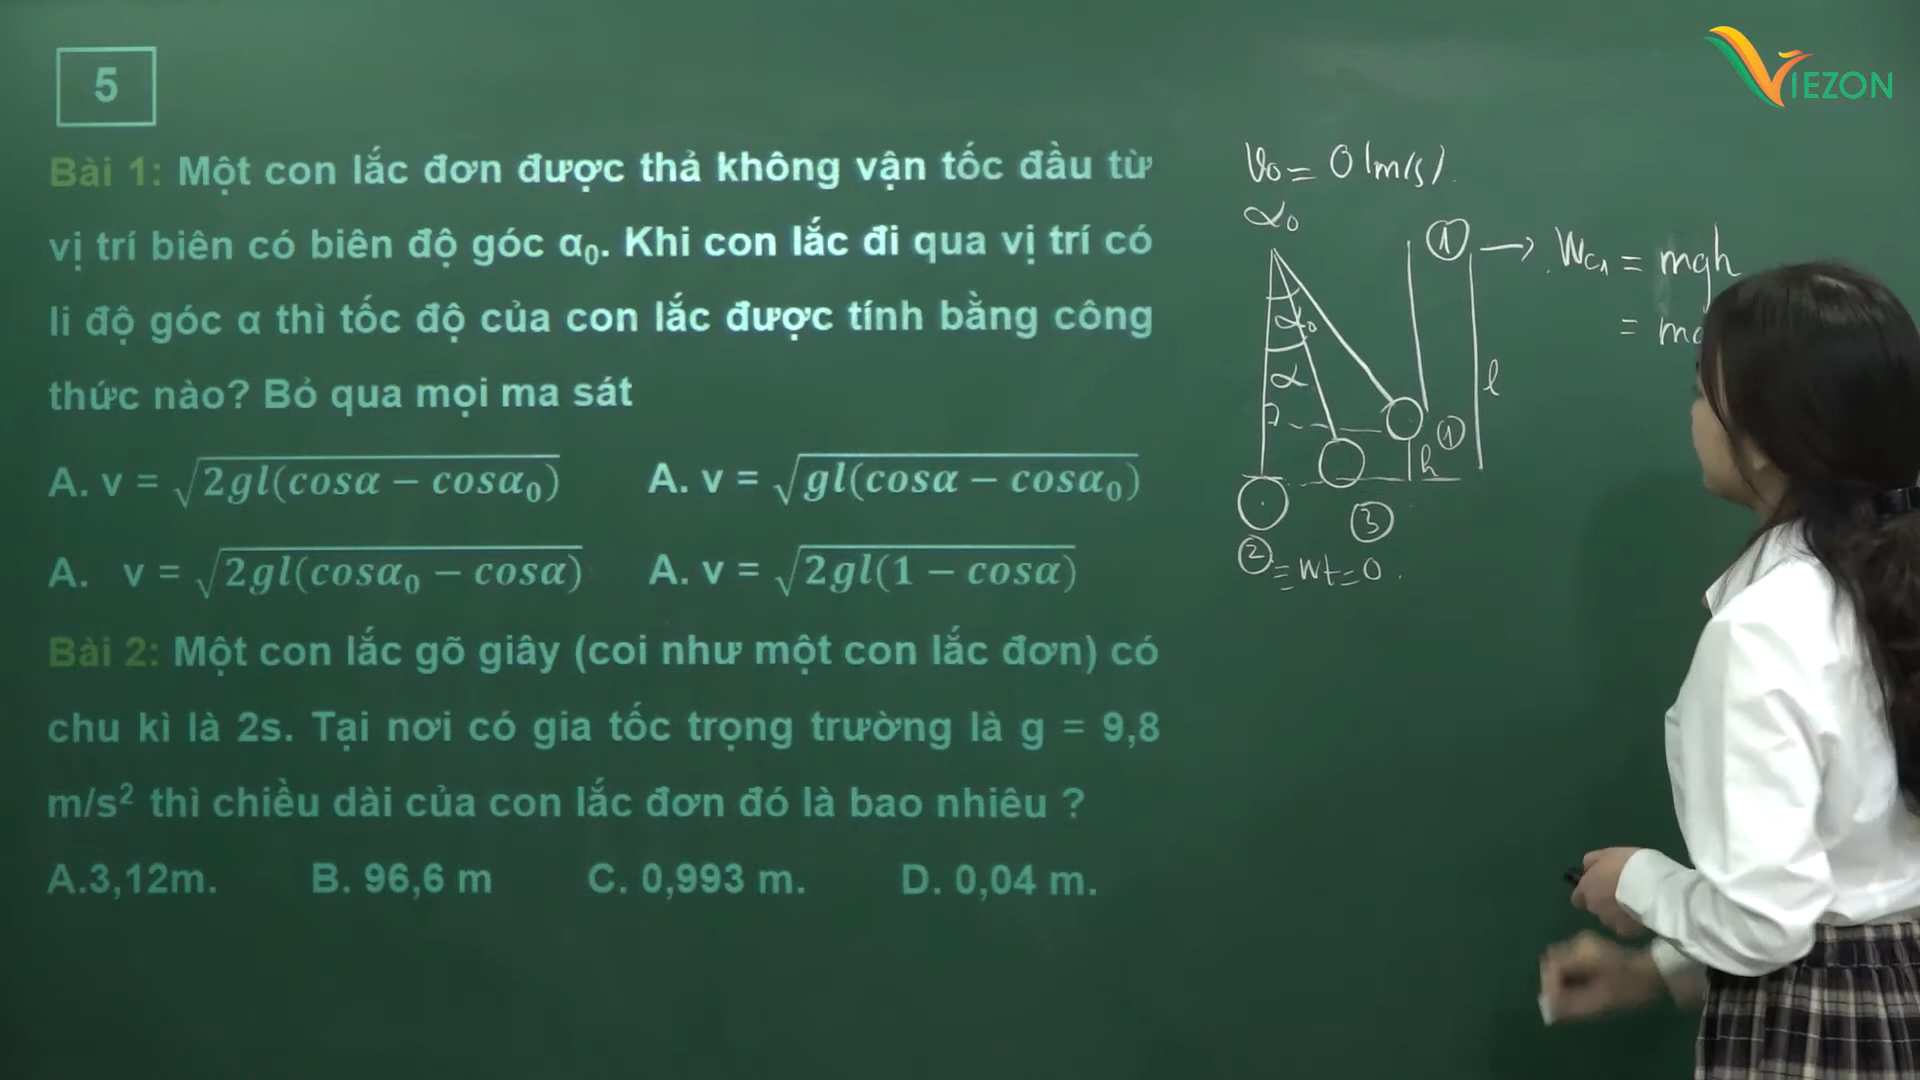 5
VIEZON
Bài 1: Một con lắc đơn được thả không vận tốc đầu từ
vị trí biên có biên độ góc α₀. Khi con lắc đi qua vị trí có
li độ góc α thì tốc độ của con lắc được tính bằng công
thức nào? Bỏ qua mọi ma sát
A. v = √(2gl(cosα − cosα₀)) A. v = √(gl(cosα − cosα₀))
A. v = √(2gl(cosα₀ − cosα)) A. v = √(2gl(1 − cosα))
Bài 2: Một con lắc gõ giây (coi như một con lắc đơn) có
chu kì là 2s. Tại nơi có gia tốc trọng trường là g = 9,8
m/s² thì chiều dài của con lắc đơn đó là bao nhiêu ?
A.3,12m. B. 96,6 m C. 0,993 m. D. 0,04 m.
v₀ = 0 (m/s).
α₀
① → W_C1 = mgh
= mg
α₀
α
l
①
h
③
② = Wt = 0.